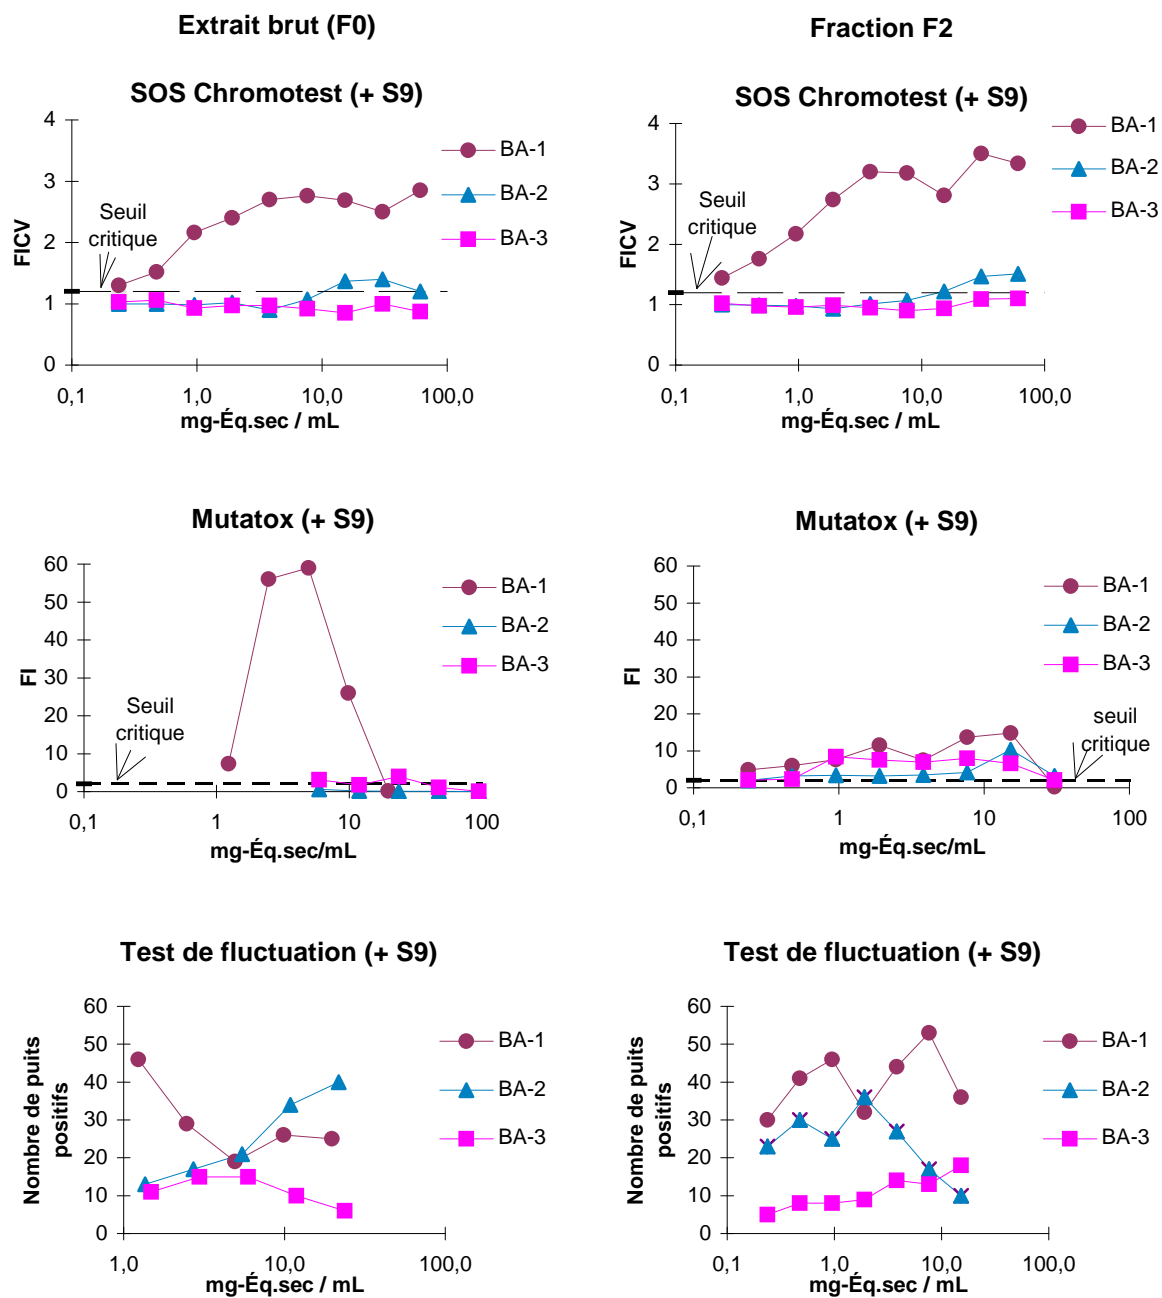 Extrait brut (F0)
Fraction F2
SOS Chromotest (+ S9)
4
3
2
1
0
FICV
Seuil
critique
0,1
1,0
10,0
100,0
mg-Éq.sec / mL
BA-1
BA-2
BA-3
SOS Chromotest (+ S9)
4
3
2
1
0
FICV
Seuil
critique
0,1
1,0
10,0
100,0
mg-Éq.sec / mL
BA-1
BA-2
BA-3
Mutatox (+ S9)
60
50
40
30
20
10
0
FI
Seuil
critique
0,1
1
10
100
mg-Éq.sec/mL
BA-1
BA-2
BA-3
Mutatox (+ S9)
60
50
40
30
20
10
0
FI
seuil
critique
0,1
1
10
100
mg-Éq.sec/mL
BA-1
BA-2
BA-3
Test de fluctuation (+ S9)
60
50
40
30
20
10
0
Nombre de puits
positifs
1,0
10,0
100,0
mg-Éq.sec / mL
BA-1
BA-2
BA-3
Test de fluctuation (+ S9)
60
50
40
30
20
10
0
Nombre de puits
positifs
0,1
1,0
10,0
100,0
mg-Éq.sec / mL
BA-1
BA-2
BA-3